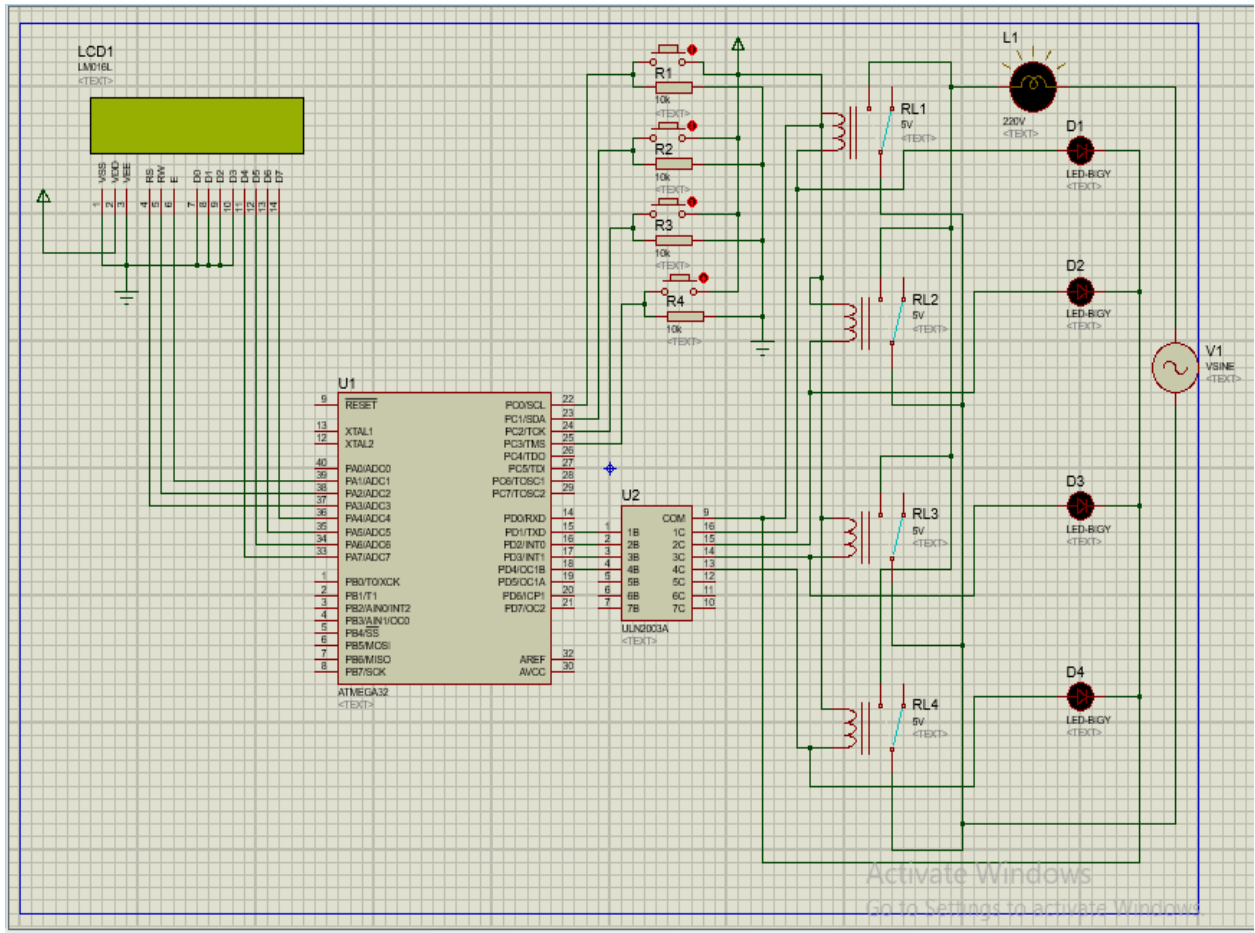 LCD1
LM016L
<TEXT>
VSS
VDD
VEE
RS
RW
E
D0
D1
D2
D3
D4
D5
D6
D7
1
2
3
4
5
6
7
8
9
10
11
12
13
14
R1
10k
<TEXT>
R2
10k
<TEXT>
R3
10k
<TEXT>
R4
10k
<TEXT>
L1
220V
<TEXT>
RL1
5V
<TEXT>
D1
LED-BIGY
<TEXT>
RL2
5V
<TEXT>
D2
LED-BIGY
<TEXT>
V1
VSINE
<TEXT>
U1
9 RESET PC0/SCL 22
PC1/SDA 23
13 XTAL1 PC2/TCK 24
12 XTAL2 PC3/TMS 25
PC4/TDO 26
40 PA0/ADC0 PC5/TDI 27
39 PA1/ADC1 PC6/TOSC1 28
38 PA2/ADC2 PC7/TOSC2 29
37 PA3/ADC3
36 PA4/ADC4 PD0/RXD 14
35 PA5/ADC5 PD1/TXD 15
34 PA6/ADC6 PD2/INT0 16
33 PA7/ADC7 PD3/INT1 17
PD4/OC1B 18
1 PB0/T0/XCK PD5/OC1A 19
2 PB1/T1 PD6/ICP1 20
3 PB2/AIN0/INT2 PD7/OC2 21
4 PB3/AIN1/OC0
5 PB4/SS
6 PB5/MOSI
7 PB6/MISO AREF 32
8 PB7/SCK AVCC 30
ATMEGA32
<TEXT>
U2
COM 9
1 1B 1C 16
2 2B 2C 15
3 3B 3C 14
4 4B 4C 13
5 5B 5C 12
6 6B 6C 11
7 7B 7C 10
ULN2003A
<TEXT>
RL3
5V
<TEXT>
D3
LED-BIGY
<TEXT>
RL4
5V
<TEXT>
D4
LED-BIGY
<TEXT>
Activate Windows
Go to Settings to activate Windows.